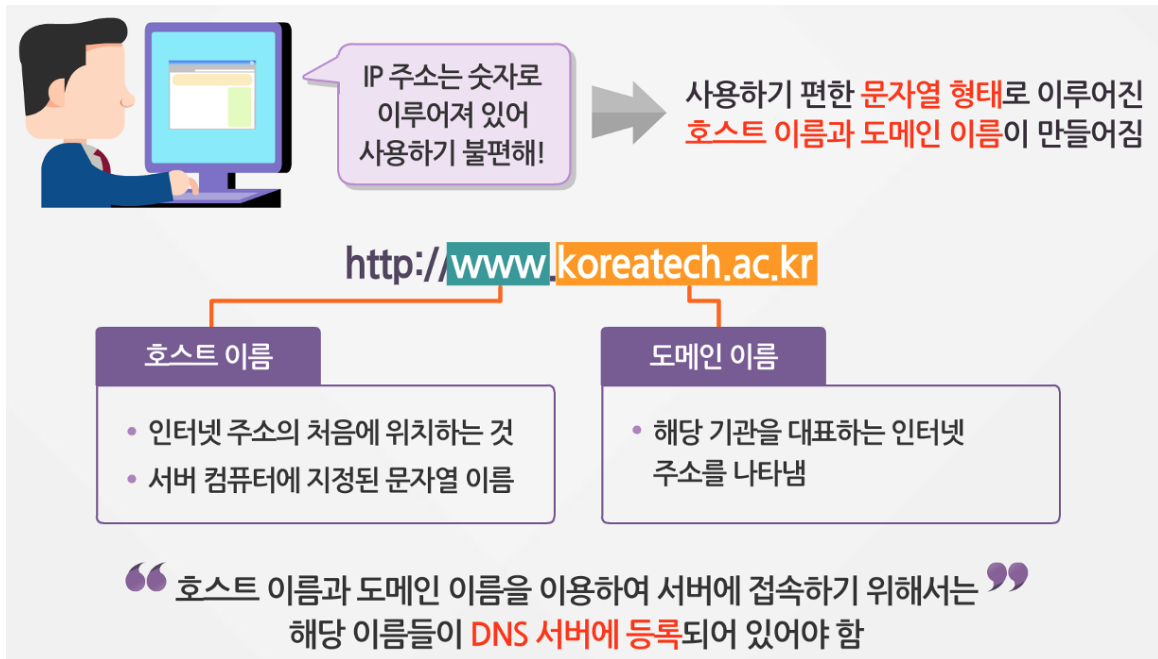 IP 주소는 숫자로
이루어져 있어
사용하기 불편해!
사용하기 편한 문자열 형태로 이루어진
호스트 이름과 도메인 이름이 만들어짐
http://www.koreatech.ac.kr
호스트 이름
• 인터넷 주소의 처음에 위치하는 것
• 서버 컴퓨터에 지정된 문자열 이름
도메인 이름
• 해당 기관을 대표하는 인터넷
주소를 나타냄
“ 호스트 이름과 도메인 이름을 이용하여 서버에 접속하기 위해서는 ”
해당 이름들이 DNS 서버에 등록되어 있어야 함